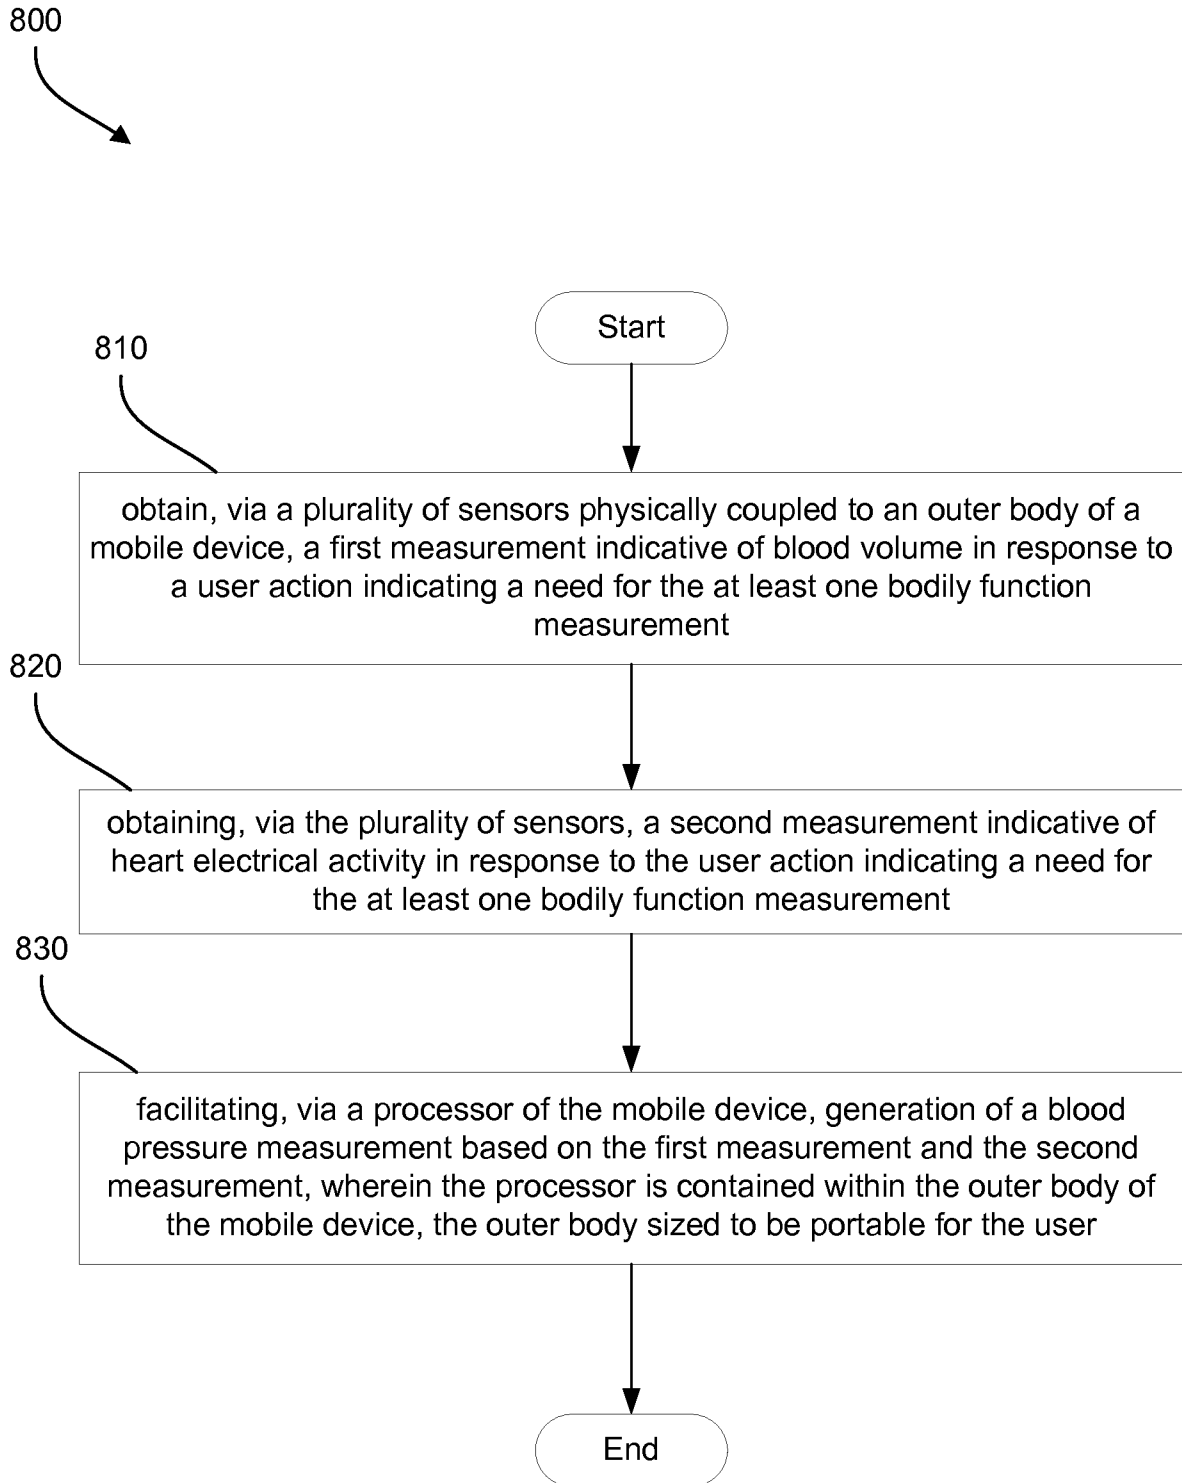 800
Start
810
obtain, via a plurality of sensors physically coupled to an outer body of a
mobile device, a first measurement indicative of blood volume in response to
a user action indicating a need for the at least one bodily function
measurement
820
obtaining, via the plurality of sensors, a second measurement indicative of
heart electrical activity in response to the user action indicating a need for
the at least one bodily function measurement
830
facilitating, via a processor of the mobile device, generation of a blood
pressure measurement based on the first measurement and the second
measurement, wherein the processor is contained within the outer body of
the mobile device, the outer body sized to be portable for the user
End